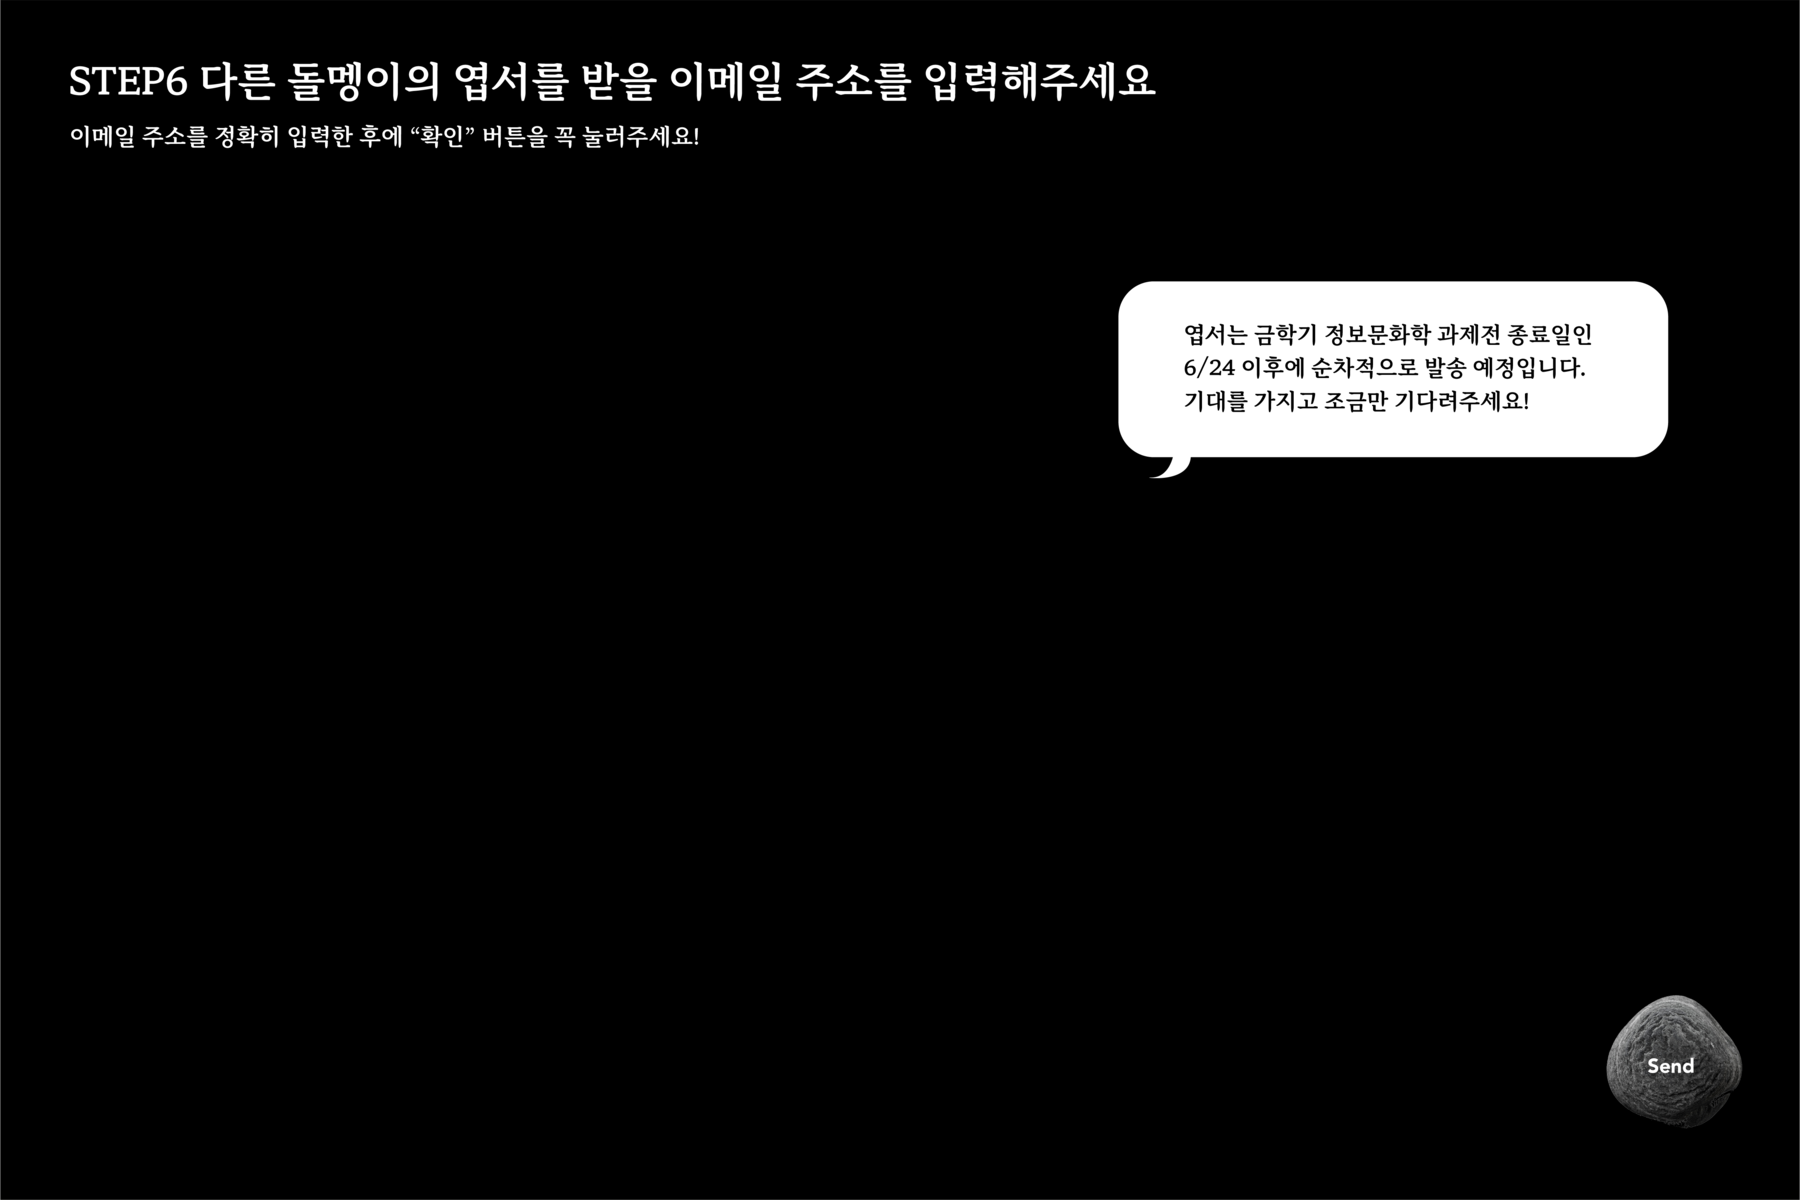 STEP6 다른 돌멩이의 엽서를 받을 이메일 주소를 입력해주세요
이메일 주소를 정확히 입력한 후에 “확인” 버튼을 꼭 눌러주세요!
엽서는 금학기 정보문화학 과제전 종료일인
6/24 이후에 순차적으로 발송 예정입니다.
기대를 가지고 조금만 기다려주세요!
Send